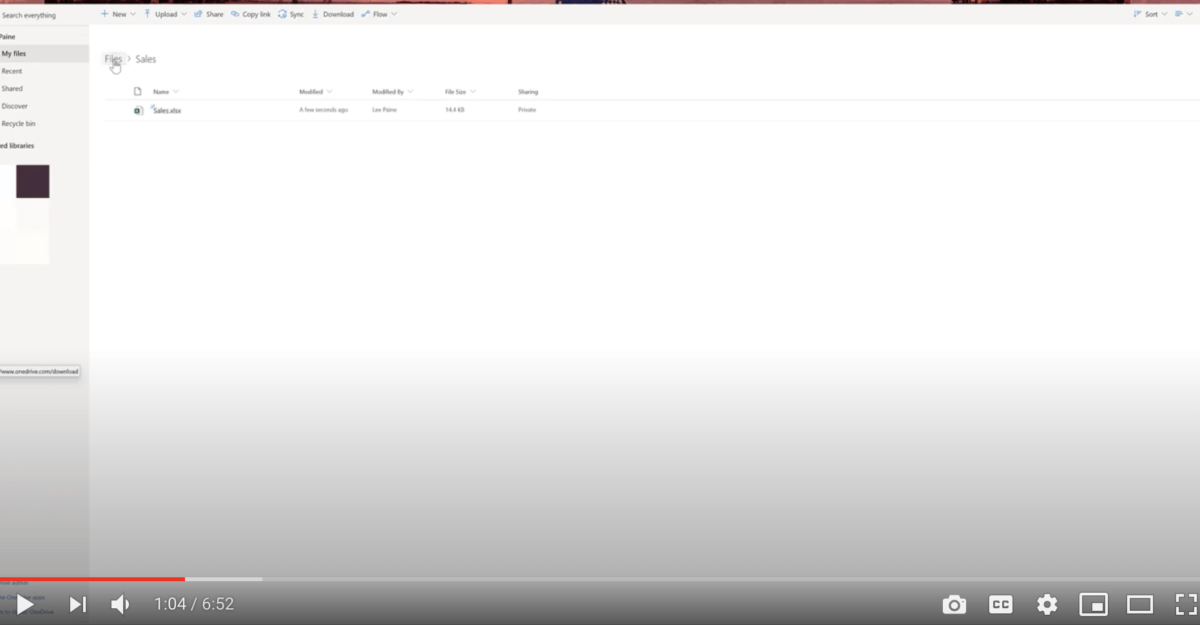 Search everything
New Upload Share Copy link Sync Download Flow
Sort
Paine
My files
Recent
Shared
Discover
Recycle bin
ed libraries
Files > Sales
Name Modified Modified By File Size Sharing
Sales.xlsx A few seconds ago Lee Paine 14.4 KB Private
/www.onedrive.com/download
1:04 / 6:52
CC